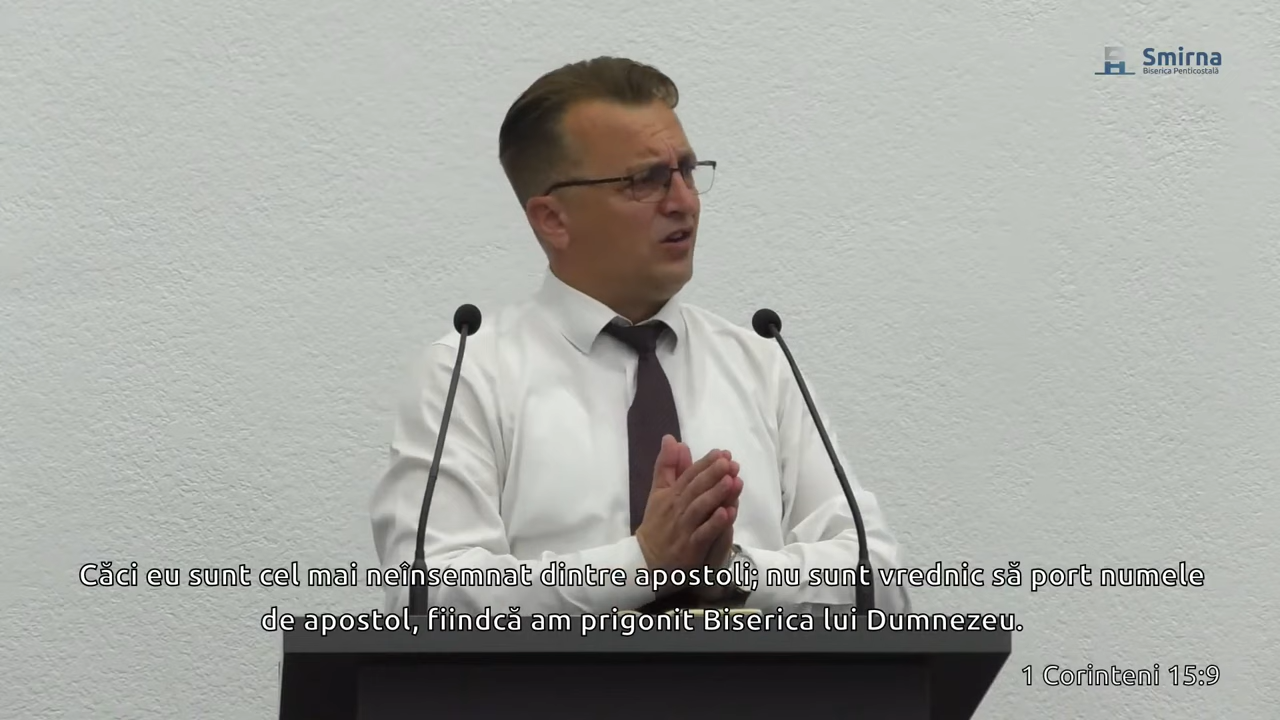 Smirna
Biserica Penticostală
Căci eu sunt cel mai neînsemnat dintre apostoli; nu sunt vrednic să port numele
de apostol, fiindcă am prigonit Biserica lui Dumnezeu.
1 Corinteni 15:9